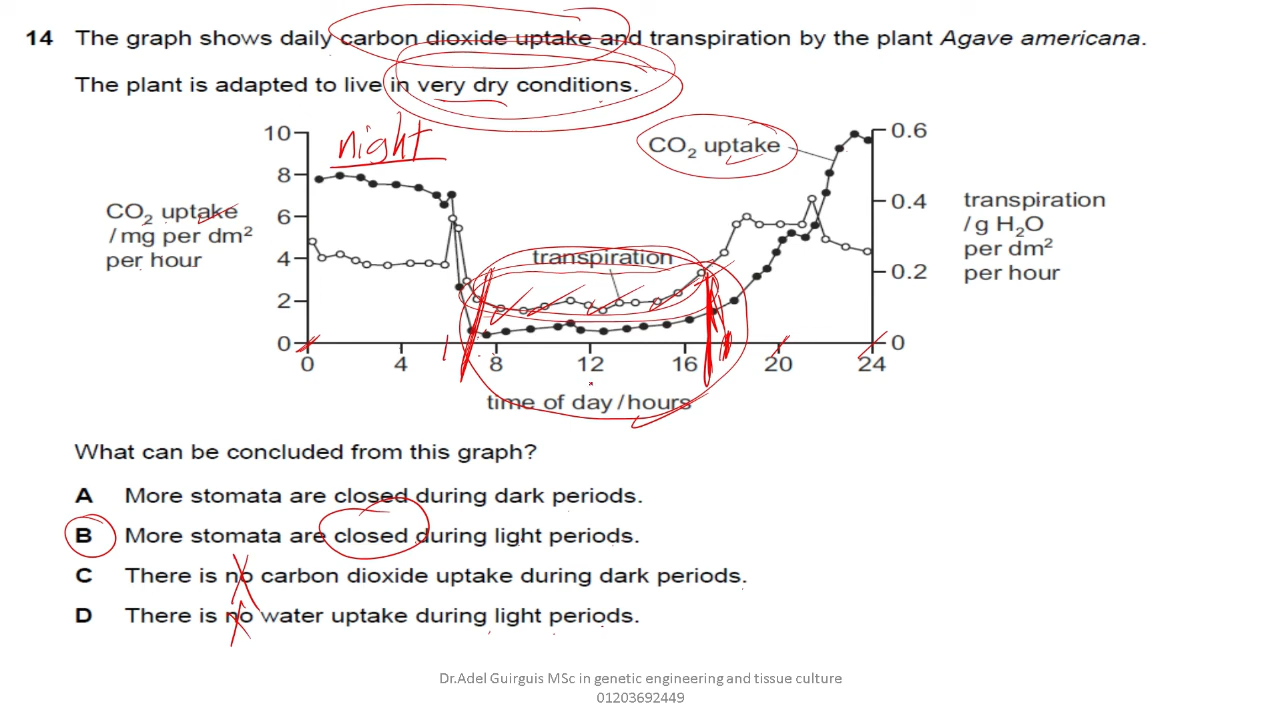 14 The graph shows daily carbon dioxide uptake and transpiration by the plant Agave americana.
The plant is adapted to live in very dry conditions.
night
10
8
6
4
2
0
CO2 uptake
/ mg per dm²
per hour
CO2 uptake
transpiration
0.6
0.4
0.2
0
transpiration
/ g H2O
per dm²
per hour
0 4 8 12 16 20 24
time of day / hours
What can be concluded from this graph?
A More stomata are closed during dark periods.
B More stomata are closed during light periods.
C There is no carbon dioxide uptake during dark periods.
D There is no water uptake during light periods.
Dr.Adel Guirguis MSc in genetic engineering and tissue culture
01203692449